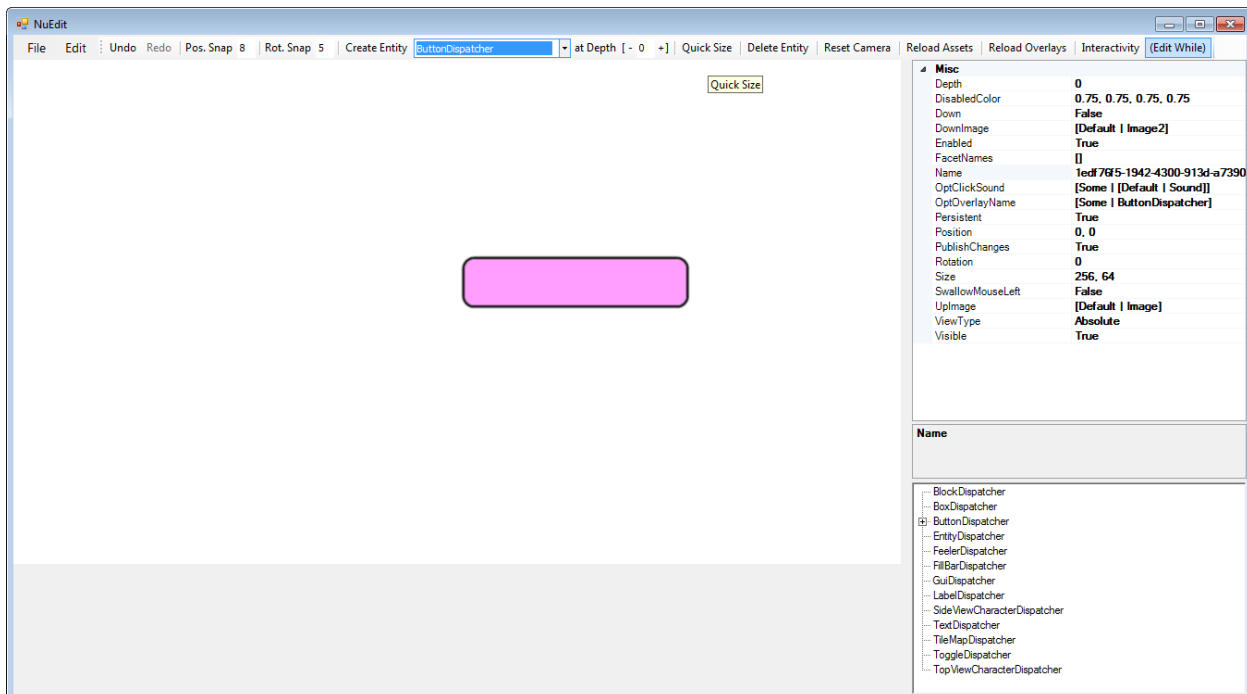 NuEdit
File Edit Undo Redo Pos. Snap 8 Rot. Snap 5 Create Entity ButtonDispatcher at Depth [ - 0 +] Quick Size Delete Entity Reset Camera Reload Assets Reload Overlays Interactivity (Edit While)
Quick Size
Misc
Depth 0
DisabledColor 0.75, 0.75, 0.75, 0.75
Down False
DownImage [Default | Image2]
Enabled True
FacetNames []
Name 1edf76f5-1942-4300-913d-a7390
OptClickSound [Some | [Default | Sound]]
OptOverlayName [Some | ButtonDispatcher]
Persistent True
Position 0, 0
PublishChanges True
Rotation 0
Size 256, 64
SwallowMouseLeft False
UpImage [Default | Image]
ViewType Absolute
Visible True
Name
BlockDispatcher
BoxDispatcher
ButtonDispatcher
EntityDispatcher
FeelerDispatcher
FillBarDispatcher
GuiDispatcher
LabelDispatcher
SideViewCharacterDispatcher
TextDispatcher
TileMapDispatcher
ToggleDispatcher
TopViewCharacterDispatcher